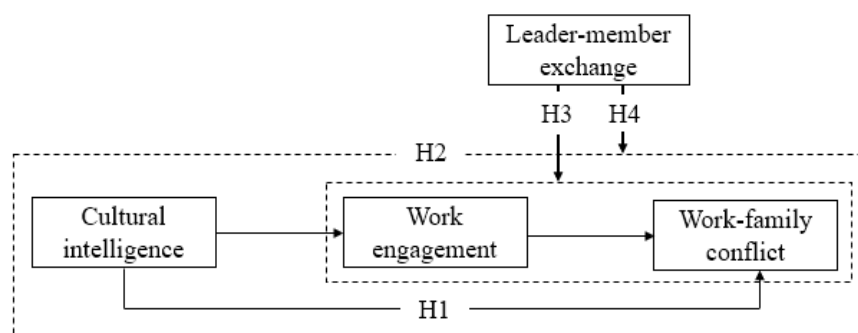 Leader-member
exchange
H3
H4
H2
Cultural
intelligence
Work
engagement
Work-family
conflict
H1